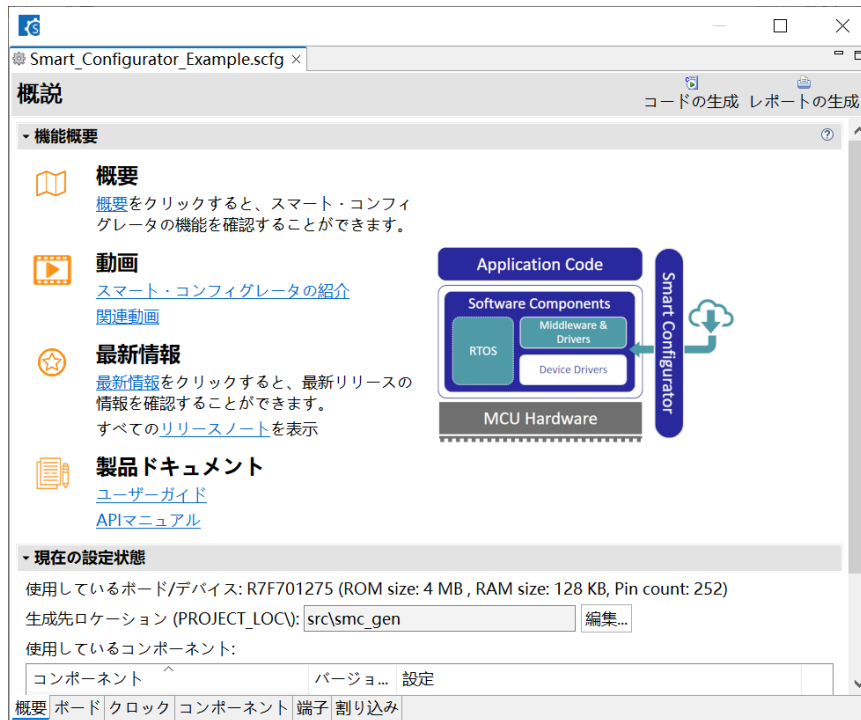 Smart_Configurator_Example.scfg
概説
コードの生成 レポートの生成
機能概要
概要
概要をクリックすると、スマート・コンフィ
グレータの機能を確認することができます。
動画
スマート・コンフィグレータの紹介
関連動画
最新情報
最新情報をクリックすると、最新リリースの
情報を確認することができます。
すべてのリリースノートを表示
製品ドキュメント
ユーザーガイド
APIマニュアル
Application Code
Software Components
RTOS
Middleware &
Drivers
Device Drivers
MCU Hardware
Smart Configurator
現在の設定状態
使用しているボード/デバイス: R7F701275 (ROM size: 4 MB , RAM size: 128 KB, Pin count: 252)
生成先ロケーション (PROJECT_LOC\): src\smc_gen 編集...
使用しているコンポーネント:
コンポーネント バージョ... 設定
概要 ボード クロック コンポーネント 端子 割り込み